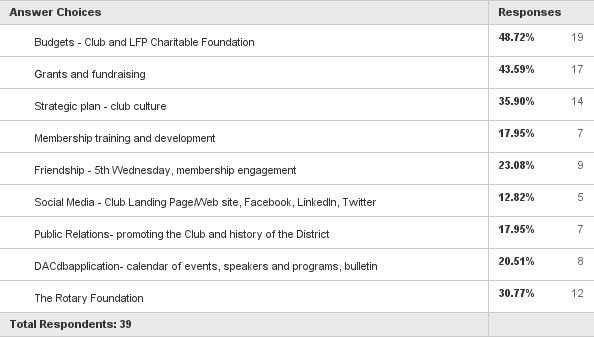 Answer Choices Responses
Budgets - Club and LFP Charitable Foundation 48.72% 19
Grants and fundraising 43.59% 17
Strategic plan - club culture 35.90% 14
Membership training and development 17.95% 7
Friendship - 5th Wednesday, membership engagement 23.08% 9
Social Media - Club Landing Page/Web site, Facebook, LinkedIn, Twitter 12.82% 5
Public Relations- promoting the Club and history of the District 17.95% 7
DACdbapplication- calendar of events, speakers and programs, bulletin 20.51% 8
The Rotary Foundation 30.77% 12
Total Respondents: 39